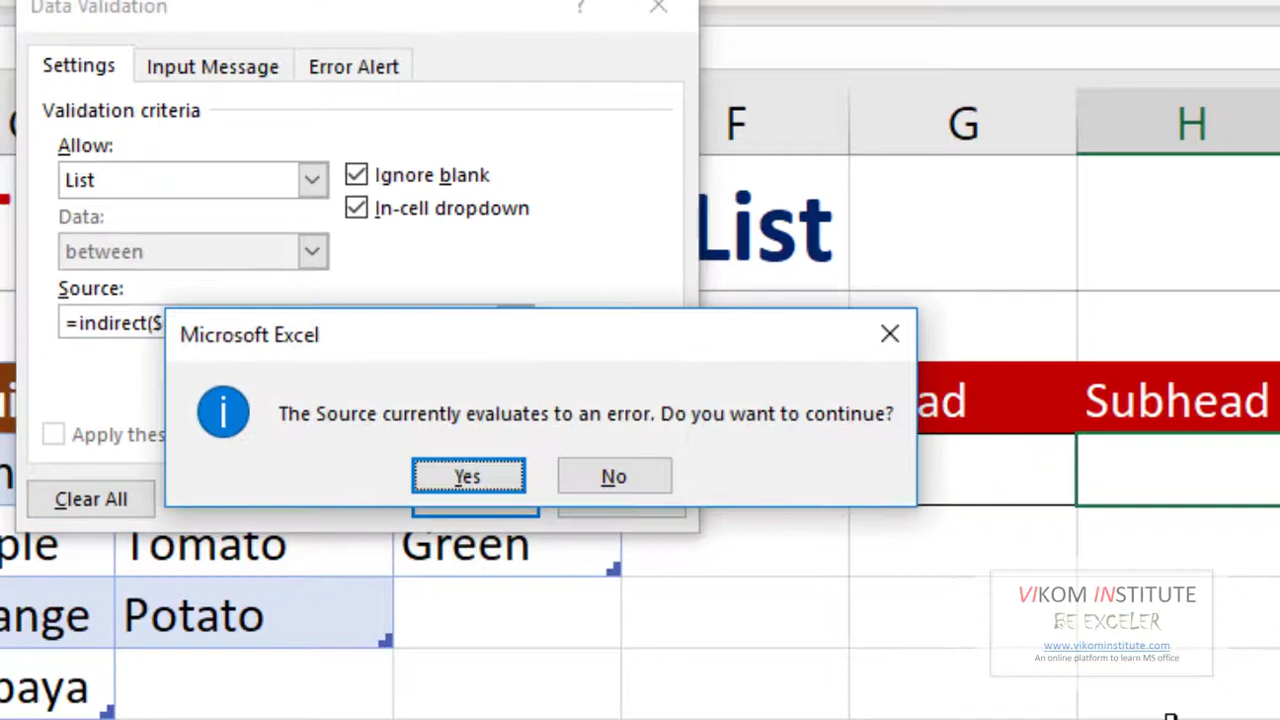 Data Validation
?
Settings
Input Message
Error Alert
Validation criteria
Allow:
List
Ignore blank
In-cell dropdown
Data:
between
Source:
=indirect($
F
G
H
List
Microsoft Excel
The Source currently evaluates to an error. Do you want to continue?
Yes
No
Apply thes
Clear All
ad
Subhead
ple
Tomato
Green
ange
Potato
paya
VIKOM INSTITUTE
BE EXCELER
www.vikominstitute.com
An online platform to learn MS office